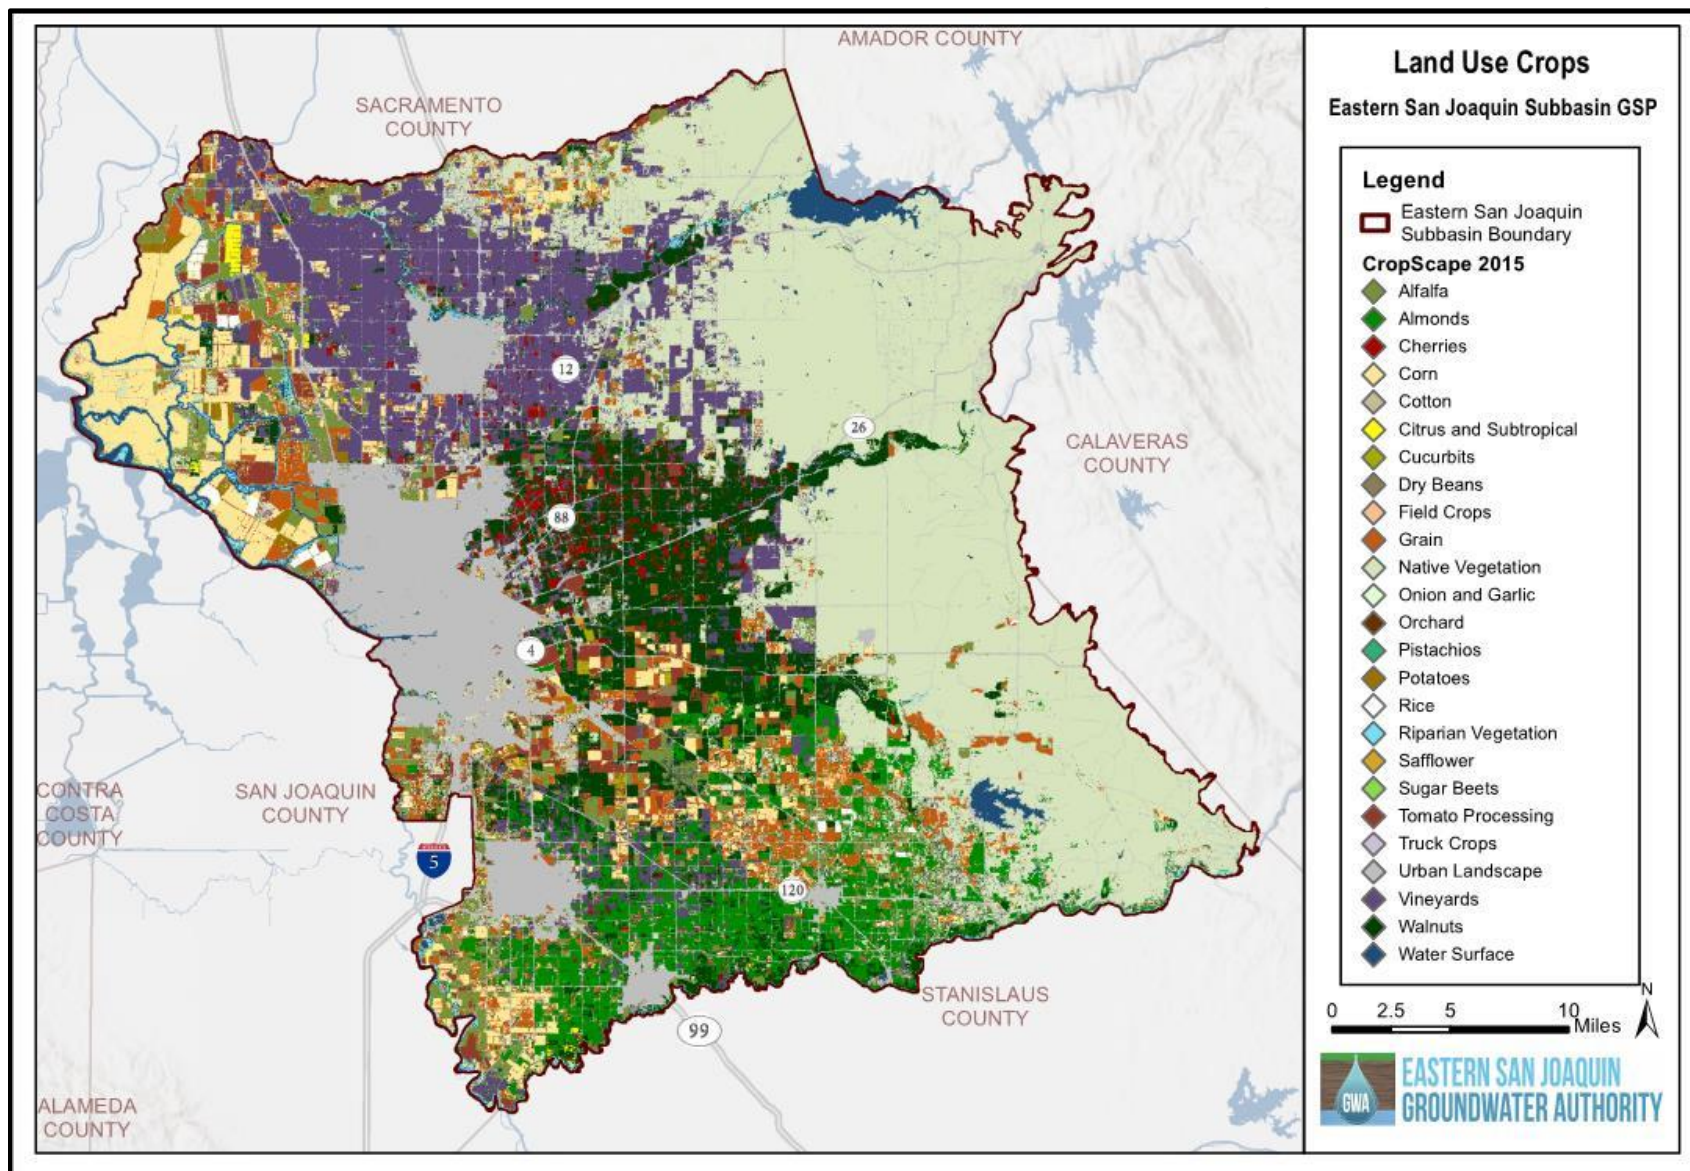 AMADOR COUNTY
SACRAMENTO
COUNTY
12
26
CALAVERAS
COUNTY
88
4
CONTRA
COSTA
COUNTY
SAN JOAQUIN
COUNTY
5
120
STANISLAUS
COUNTY
99
ALAMEDA
COUNTY
Land Use Crops
Eastern San Joaquin Subbasin GSP
Legend
Eastern San Joaquin
Subbasin Boundary
CropScape 2015
Alfalfa
Almonds
Cherries
Corn
Cotton
Citrus and Subtropical
Cucurbits
Dry Beans
Field Crops
Grain
Native Vegetation
Onion and Garlic
Orchard
Pistachios
Potatoes
Rice
Riparian Vegetation
Safflower
Sugar Beets
Tomato Processing
Truck Crops
Urban Landscape
Vineyards
Walnuts
Water Surface
N
0 2.5 5 10
Miles
GWA
EASTERN SAN JOAQUIN
GROUNDWATER AUTHORITY